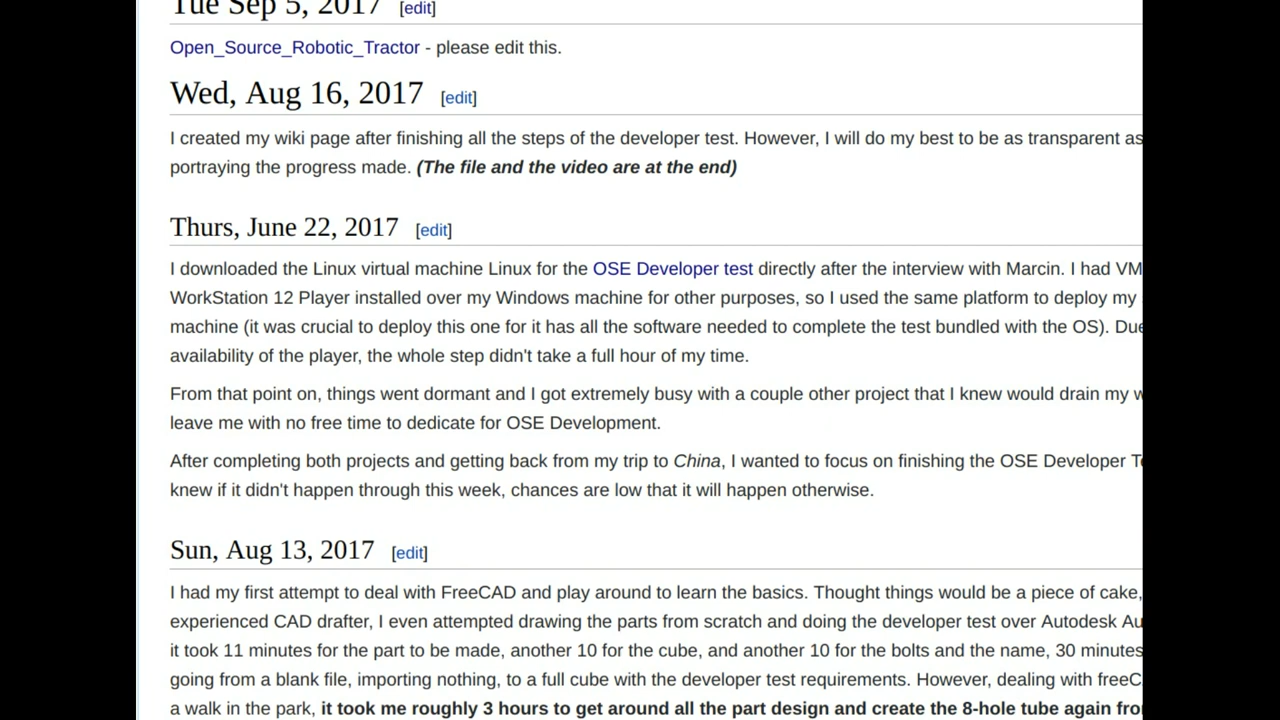 Tue Sep 5, 2017 [edit]
Open_Source_Robotic_Tractor - please edit this.
Wed, Aug 16, 2017 [edit]
I created my wiki page after finishing all the steps of the developer test. However, I will do my best to be as transparent as
portraying the progress made. (The file and the video are at the end)
Thurs, June 22, 2017 [edit]
I downloaded the Linux virtual machine Linux for the OSE Developer test directly after the interview with Marcin. I had VM
WorkStation 12 Player installed over my Windows machine for other purposes, so I used the same platform to deploy my
machine (it was crucial to deploy this one for it has all the software needed to complete the test bundled with the OS). Due
availability of the player, the whole step didn't take a full hour of my time.
From that point on, things went dormant and I got extremely busy with a couple other project that I knew would drain my w
leave me with no free time to dedicate for OSE Development.
After completing both projects and getting back from my trip to China, I wanted to focus on finishing the OSE Developer T
knew if it didn't happen through this week, chances are low that it will happen otherwise.
Sun, Aug 13, 2017 [edit]
I had my first attempt to deal with FreeCAD and play around to learn the basics. Thought things would be a piece of cake,
experienced CAD drafter, I even attempted drawing the parts from scratch and doing the developer test over Autodesk Au
it took 11 minutes for the part to be made, another 10 for the cube, and another 10 for the bolts and the name, 30 minutes
going from a blank file, importing nothing, to a full cube with the developer test requirements. However, dealing with freeC
a walk in the park, it took me roughly 3 hours to get around all the part design and create the 8-hole tube again fro